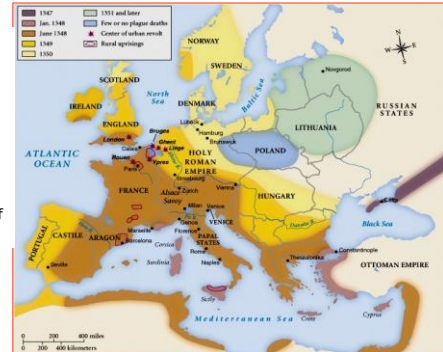 of
1347
Jan. 1348
June 1348
1349
1350
1351 and later
Few or no plague deaths
Center of urban revolt
Rural uprisings
NORWAY
SWEDEN
SCOTLAND
North
Sea
IRELAND
ENGLAND
DENMARK
Baltic Sea
Novgorod
RUSSIAN
STATES
LITHUANIA
London
Bruges
Ghent
Liège
Calais
Ypres
Rouen
Paris
Lübeck
Hamburg
Brunswick
HOLY
ROMAN
EMPIRE
POLAND
ATLANTIC
OCEAN
FRANCE
Strasbourg
Alsace
Zurich
Savoy
Vienna
HUNGARY
Milan
Venice
VENICE
Genoa
Florence
PAPAL
STATES
Rome
Naples
Danube R.
Black Sea
PORTUGAL
CASTILE
ARAGON
Marseille
Barcelona
Seville
Corsica
Sardinia
Sicily
Thessalonica
Constantinople
OTTOMAN EMPIRE
Crete
Cyprus
Mediterranean Sea
0 200 400 miles
0 200 400 kilometers